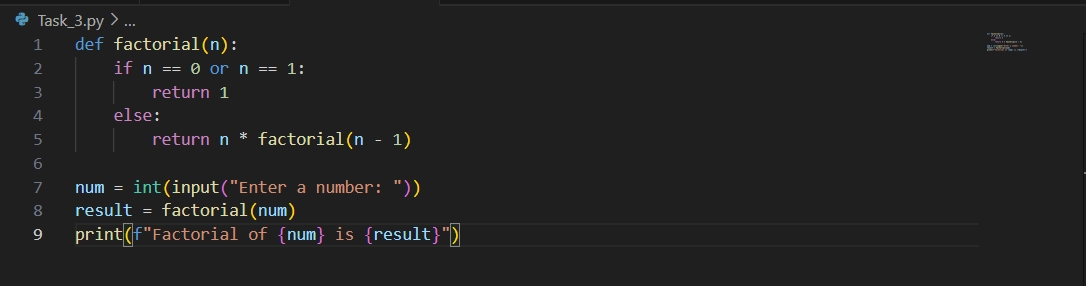 Task_3.py > ...
1 def factorial(n):
2     if n == 0 or n == 1:
3         return 1
4     else:
5         return n * factorial(n - 1)
6
7 num = int(input("Enter a number: "))
8 result = factorial(num)
9 print(f"Factorial of {num} is {result}")